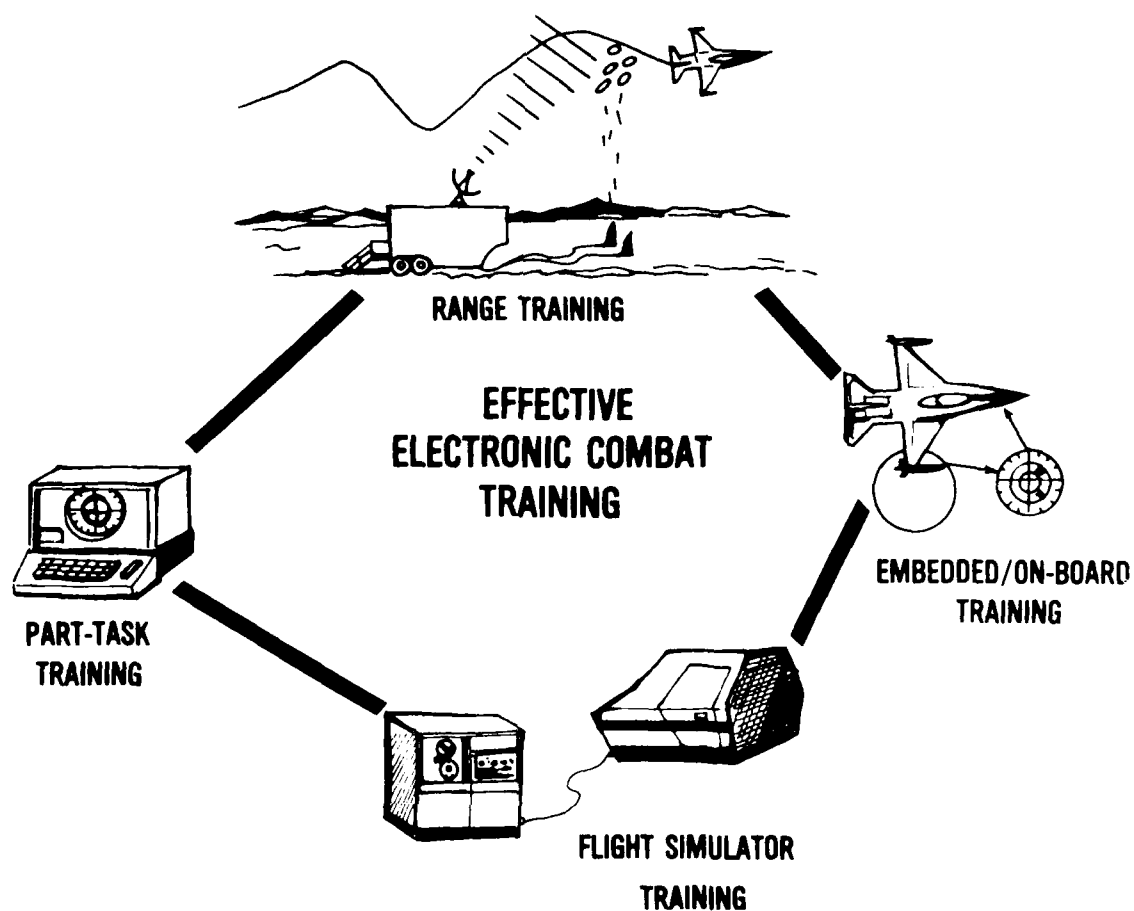 RANGE TRAINING
EFFECTIVE
ELECTRONIC COMBAT
TRAINING
EMBEDDED/ON-BOARD
TRAINING
PART-TASK
TRAINING
FLIGHT SIMULATOR
TRAINING